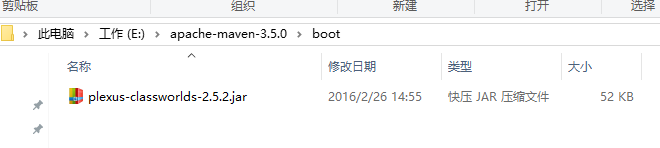 剪贴板 组织 新建 打开 选择
此电脑 工作 (E:) apache-maven-3.5.0 boot
名称 修改日期 类型 大小
plexus-classworlds-2.5.2.jar 2016/2/26 14:55 快压 JAR 压缩文件 52 KB